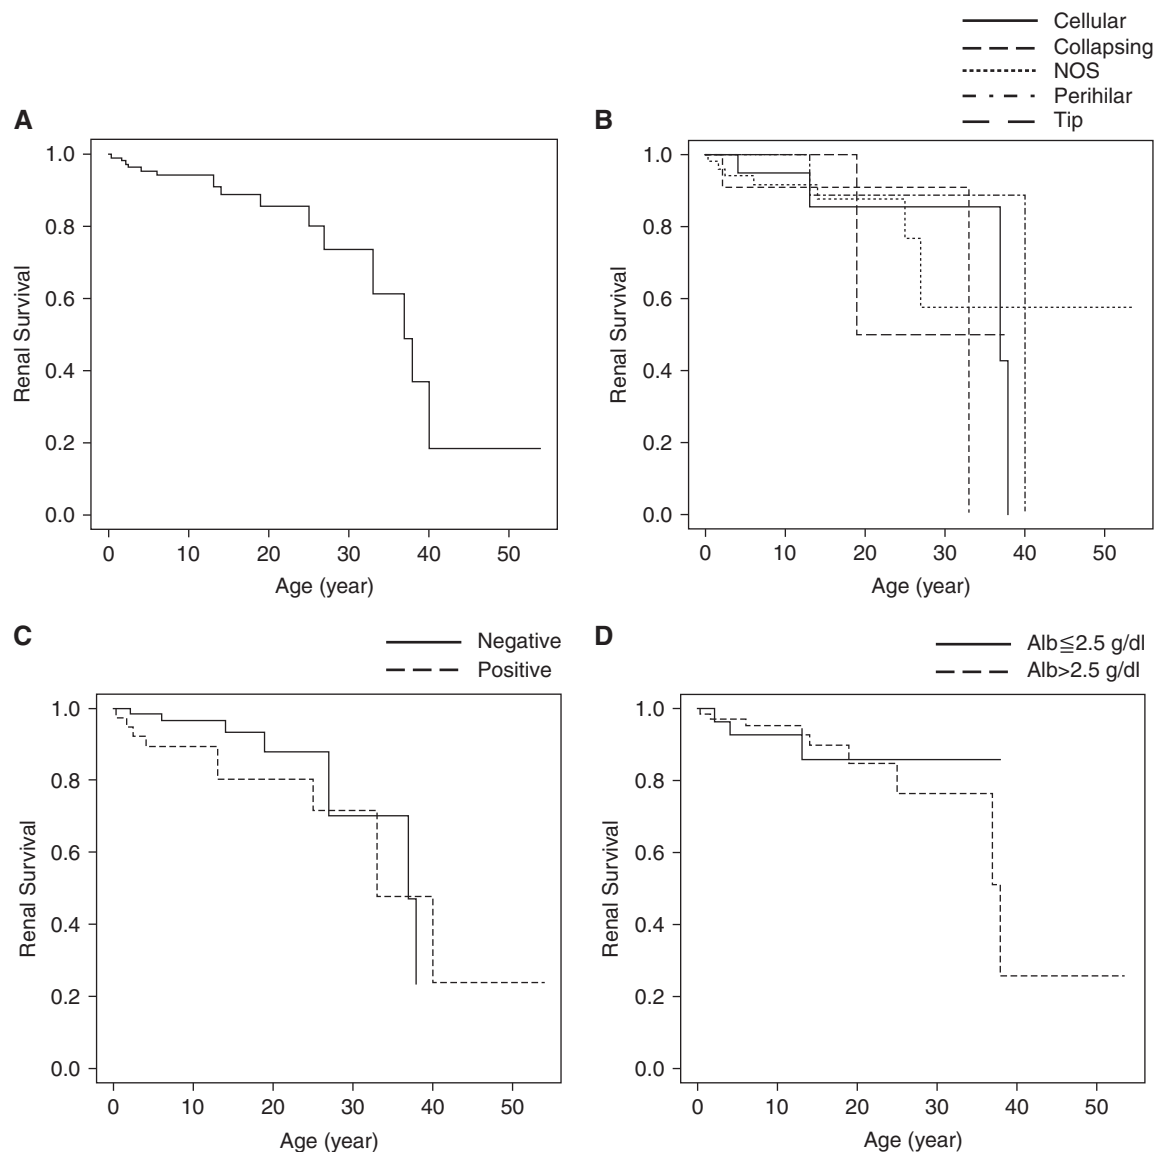 Cellular
Collapsing
NOS
Perihilar
Tip
A
1.0
0.8
0.6
0.4
0.2
0.0
Renal Survival
0 10 20 30 40 50
Age (year)
B
1.0
0.8
0.6
0.4
0.2
0.0
Renal Survival
0 10 20 30 40 50
Age (year)
C
Negative
Positive
1.0
0.8
0.6
0.4
0.2
0.0
Renal Survival
0 10 20 30 40 50
Age (year)
D
Alb≦2.5 g/dl
Alb>2.5 g/dl
1.0
0.8
0.6
0.4
0.2
0.0
Renal Survival
0 10 20 30 40 50
Age (year)